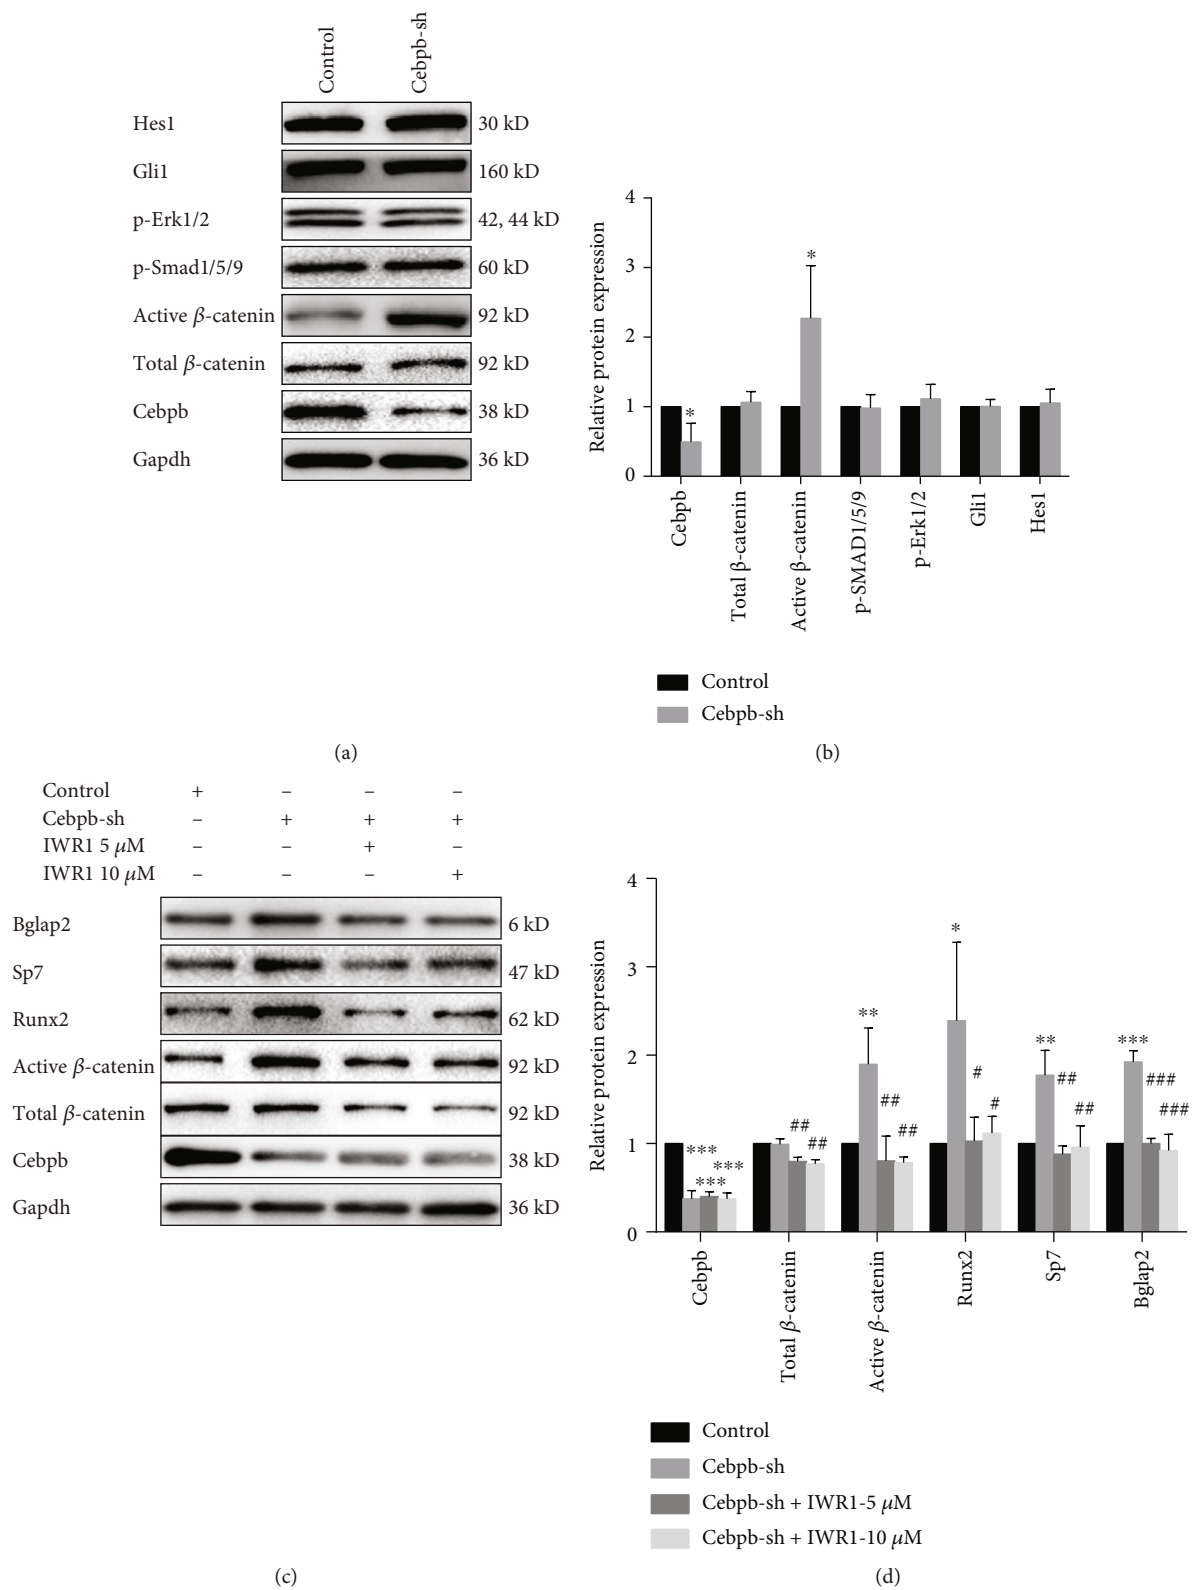 Control
Cebpb-sh
Hes1 30 kD
Gli1 160 kD
p-Erk1/2 42, 44 kD
p-Smad1/5/9 60 kD
Active β-catenin 92 kD
Total β-catenin 92 kD
Cebpb 38 kD
Gapdh 36 kD
(a)
Relative protein expression
4
3
2
1
0
*
*
Cebpb
Total β-catenin
Active β-catenin
p-SMAD1/5/9
p-Erk1/2
Gli1
Hes1
Control
Cebpb-sh
(b)
Control + – – –
Cebpb-sh – + + +
IWR1 5 μM – – + –
IWR1 10 μM – – – +
Bglap2 6 kD
Sp7 47 kD
Runx2 62 kD
Active β-catenin 92 kD
Total β-catenin 92 kD
Cebpb 38 kD
Gapdh 36 kD
(c)
Relative protein expression
4
3
2
1
0
***
***
***
##
##
**
##
##
*
#
#
**
##
##
***
###
###
Cebpb
Total β-catenin
Active β-catenin
Runx2
Sp7
Bglap2
Control
Cebpb-sh
Cebpb-sh + IWR1-5 μM
Cebpb-sh + IWR1-10 μM
(d)